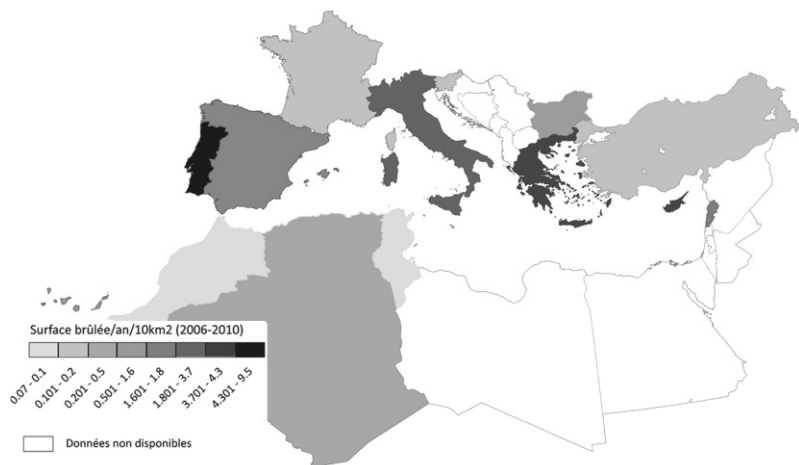 Surface brûlée/an/10km2 (2006-2010)
0.07 - 0.1
0.101 - 0.2
0.201 - 0.5
0.501 - 1.6
1.601 - 1.8
1.801 - 3.7
3.701 - 4.3
4.301 - 9.5
Données non disponibles